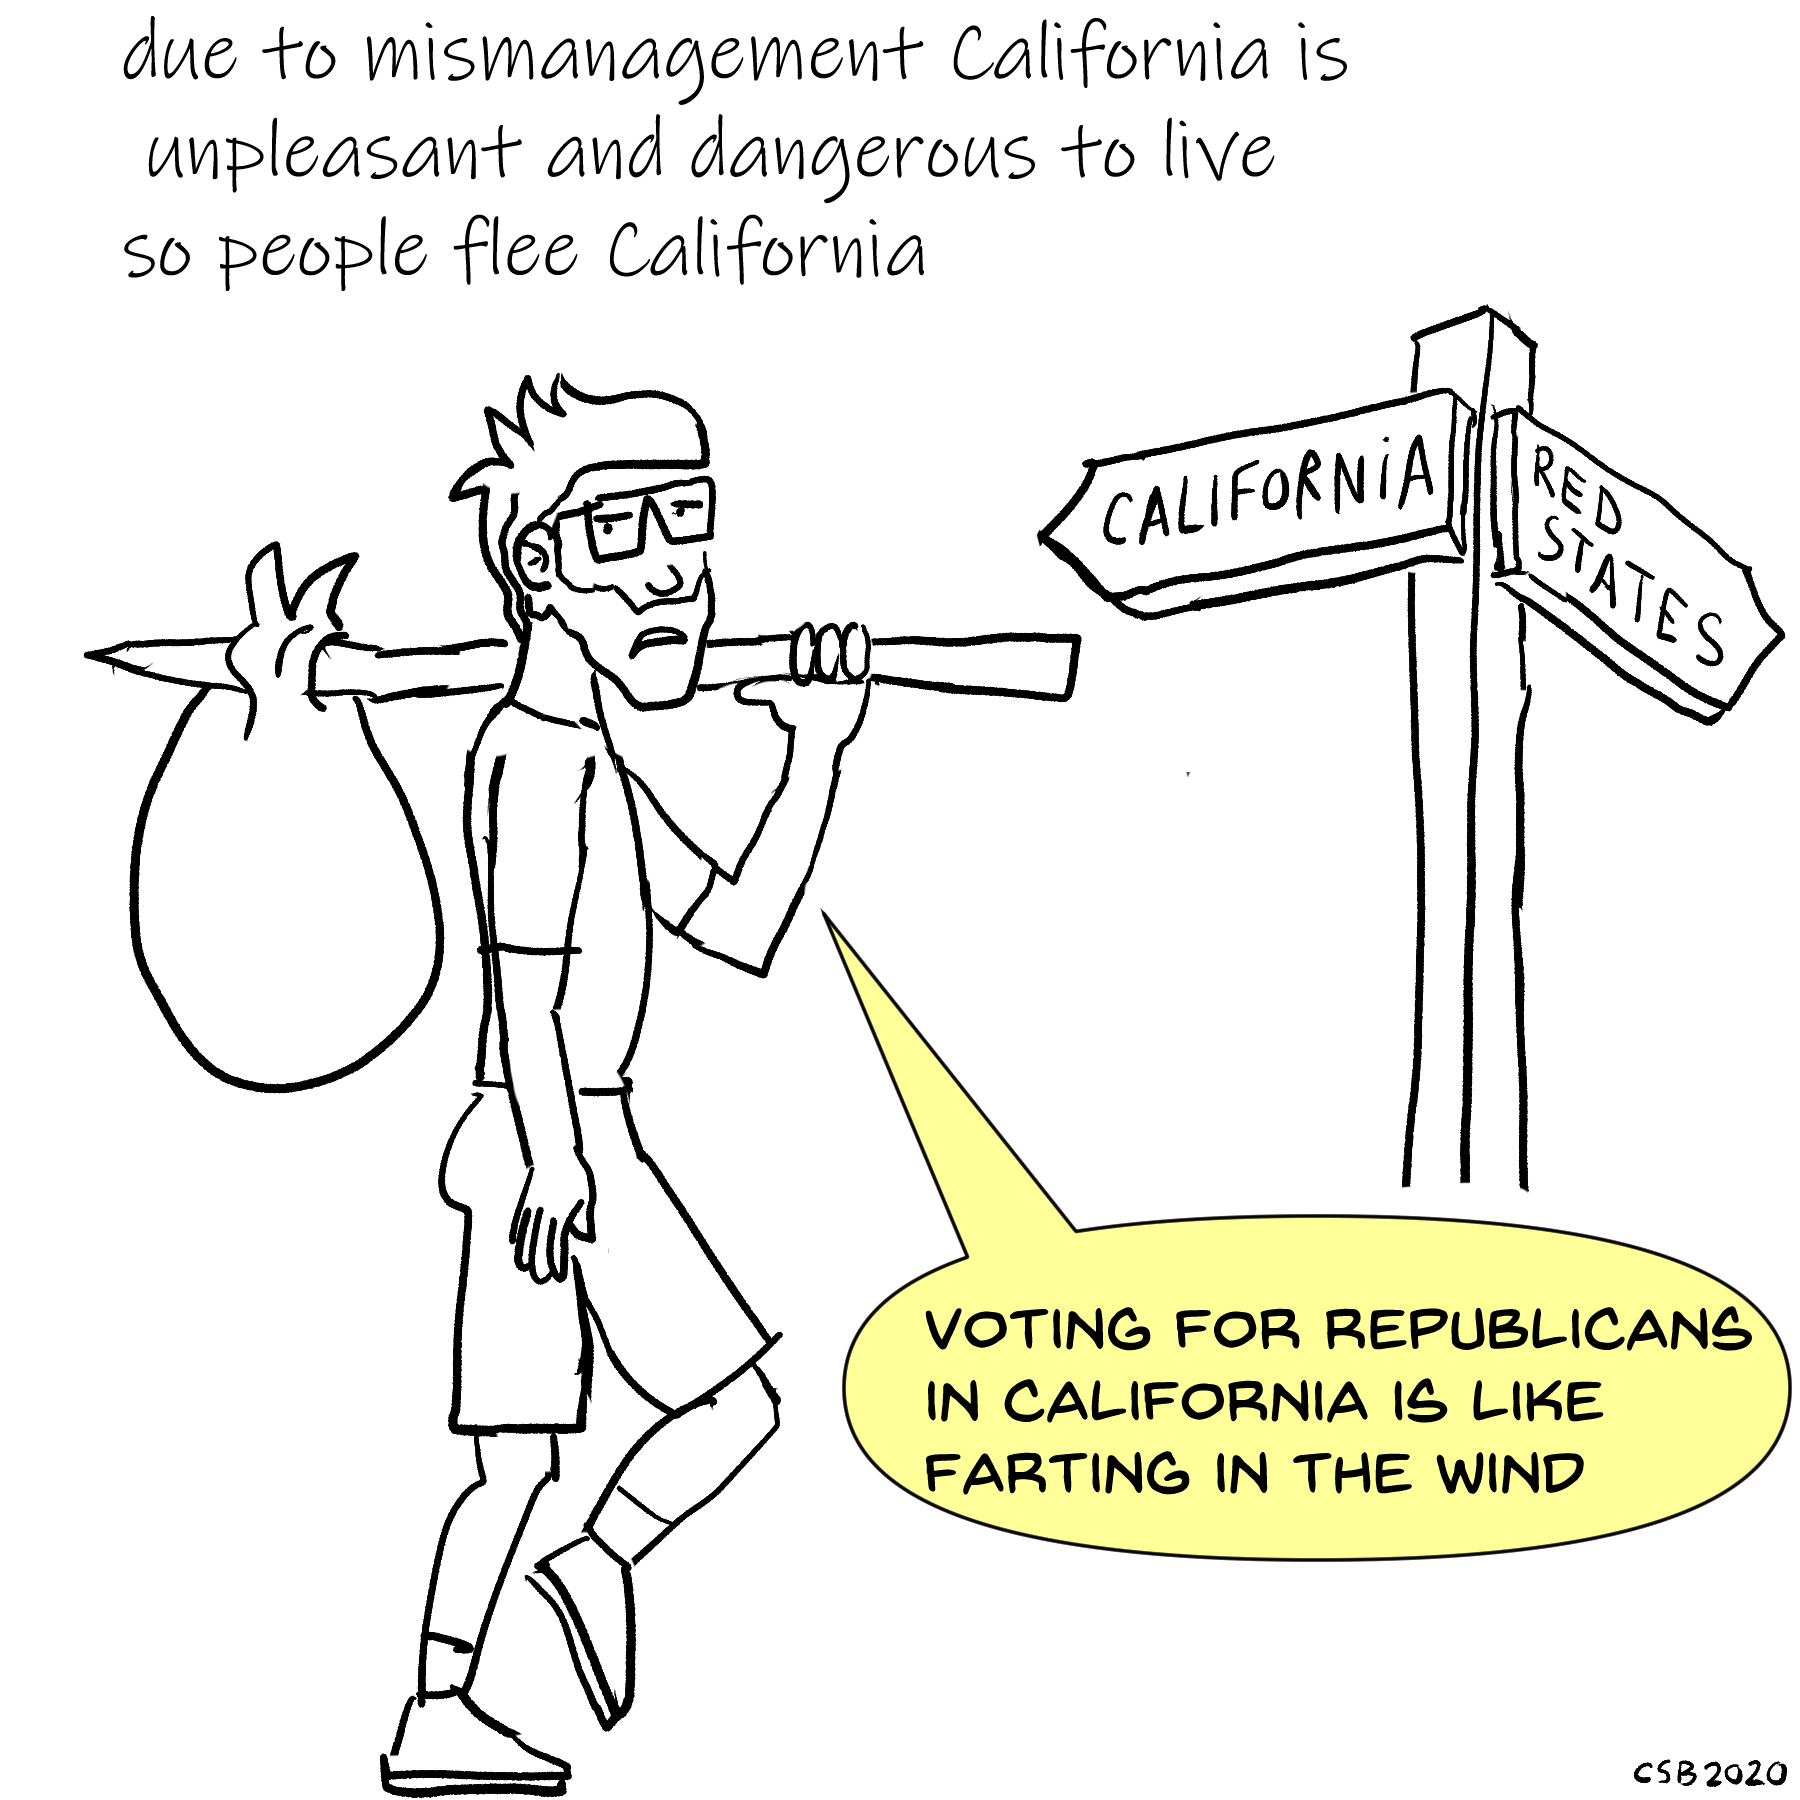 due to mismanagement California is
unpleasant and dangerous to live
so people flee California
CALIFORNiA
RED
STATES
VOTING FOR REPUBLICANS
IN CALIFORNIA IS LIKE
FARTING IN THE WIND
CSB2020